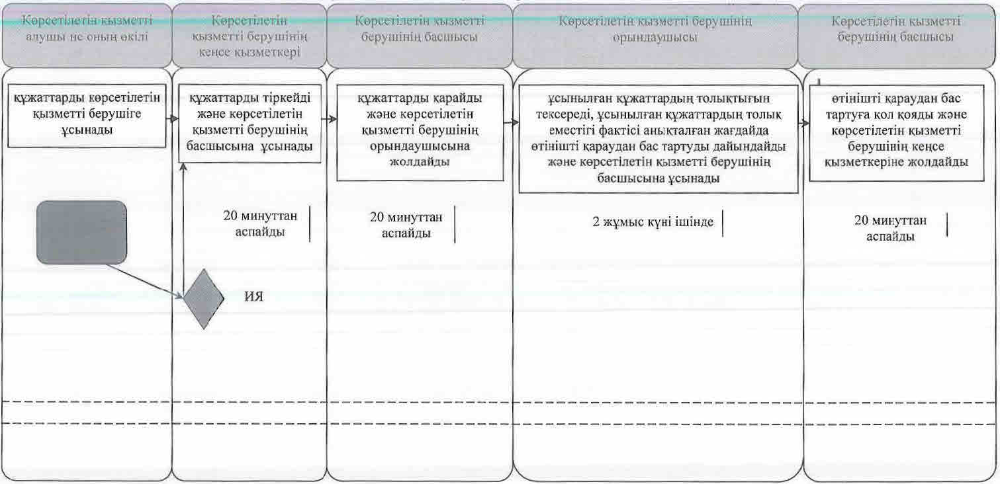 Көрсетілетін қызметті
алушы не оның өкілі
Көрсетілетін
қызметті берушінің
кеңсе қызметкері
Көрсетілетін қызметті
берушінің басшысы
Көрсетілетін қызметті берушінің
орындаушысы
Көрсетілетін қызметті
берушінің басшысы
құжаттарды көрсетілетін
қызметті берушіге
ұсынады
құжаттарды тіркейді
және көрсетілетін
қызметті берушінің
басшысына ұсынады
құжаттарды қарайды
және көрсетілетін
қызметті берушінің
орындаушысына
жолдайды
ұсынылған құжаттардың толықтығын
тексереді, ұсынылған құжаттардың толық
еместігі фактісі анықталған жағдайда
өтінішті қараудан бас тартуды дайындайды
және көрсетілетін қызметті берушінің
басшысына ұсынады
өтінішті қараудан бас
тартуға қол қояды және
көрсетілетін қызметті
берушінің кеңсе
қызметкеріне жолдайды
20 минуттан
аспайды
20 минуттан
аспайды
2 жұмыс күні ішінде
20 минуттан
аспайды
ИЯ